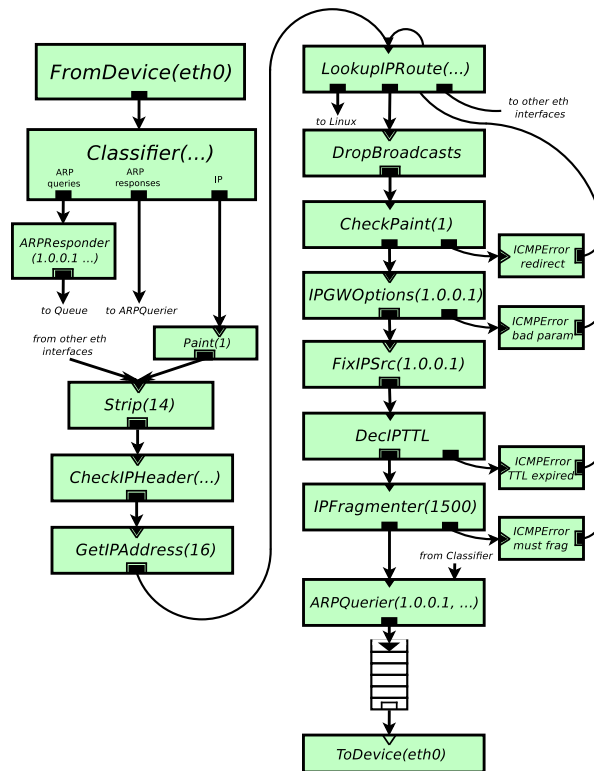 FromDevice(eth0)
Classifier(...)
ARP
queries
ARP
responses
IP
ARPResponder
(1.0.0.1 ...)
to Queue
to ARPQuerier
from other eth
interfaces
Paint(1)
Strip(14)
CheckIPHeader(...)
GetIPAddress(16)
LookupIPRoute(...)
to Linux
to other eth
interfaces
DropBroadcasts
CheckPaint(1)
ICMPError
redirect
IPGWOptions(1.0.0.1)
ICMPError
bad param
FixIPSrc(1.0.0.1)
DecIPTTL
ICMPError
TTL expired
IPFragmenter(1500)
ICMPError
must frag
from Classifier
ARPQuerier(1.0.0.1, ...)
ToDevice(eth0)